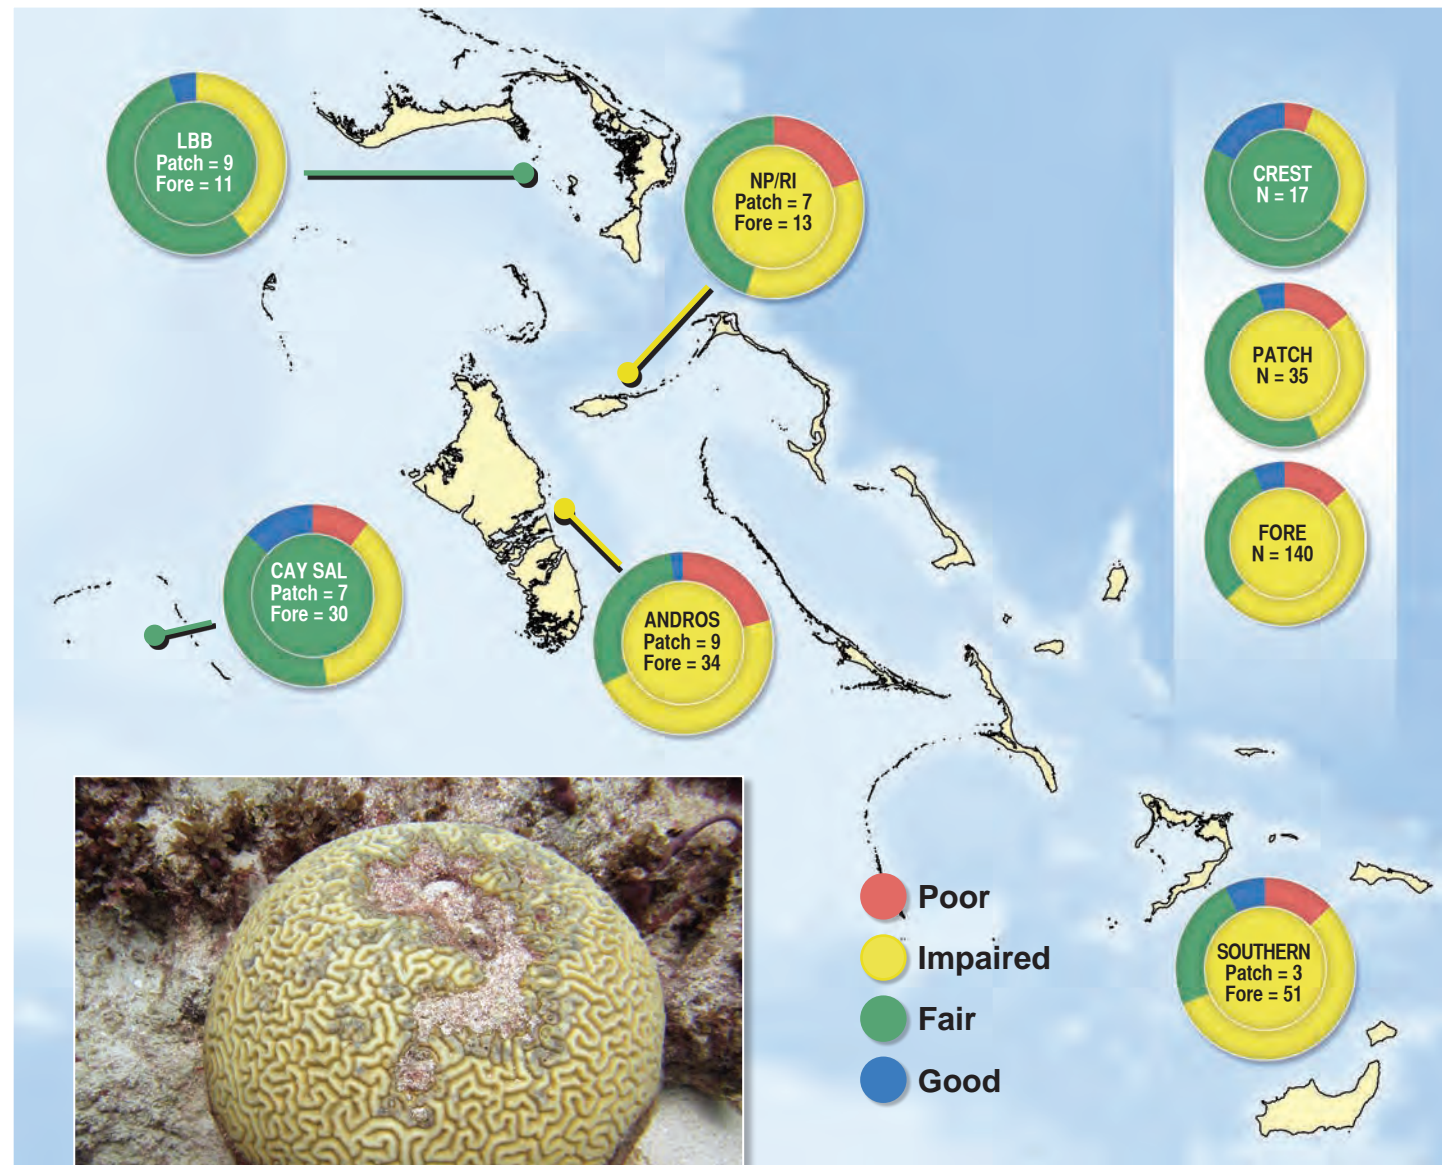 LBB
Patch = 9
Fore = 11
NP/RI
Patch = 7
Fore = 13
CREST
N = 17
PATCH
N = 35
FORE
N = 140
CAY SAL
Patch = 7
Fore = 30
ANDROS
Patch = 9
Fore = 34
Poor
Impaired
Fair
Good
SOUTHERN
Patch = 3
Fore = 51